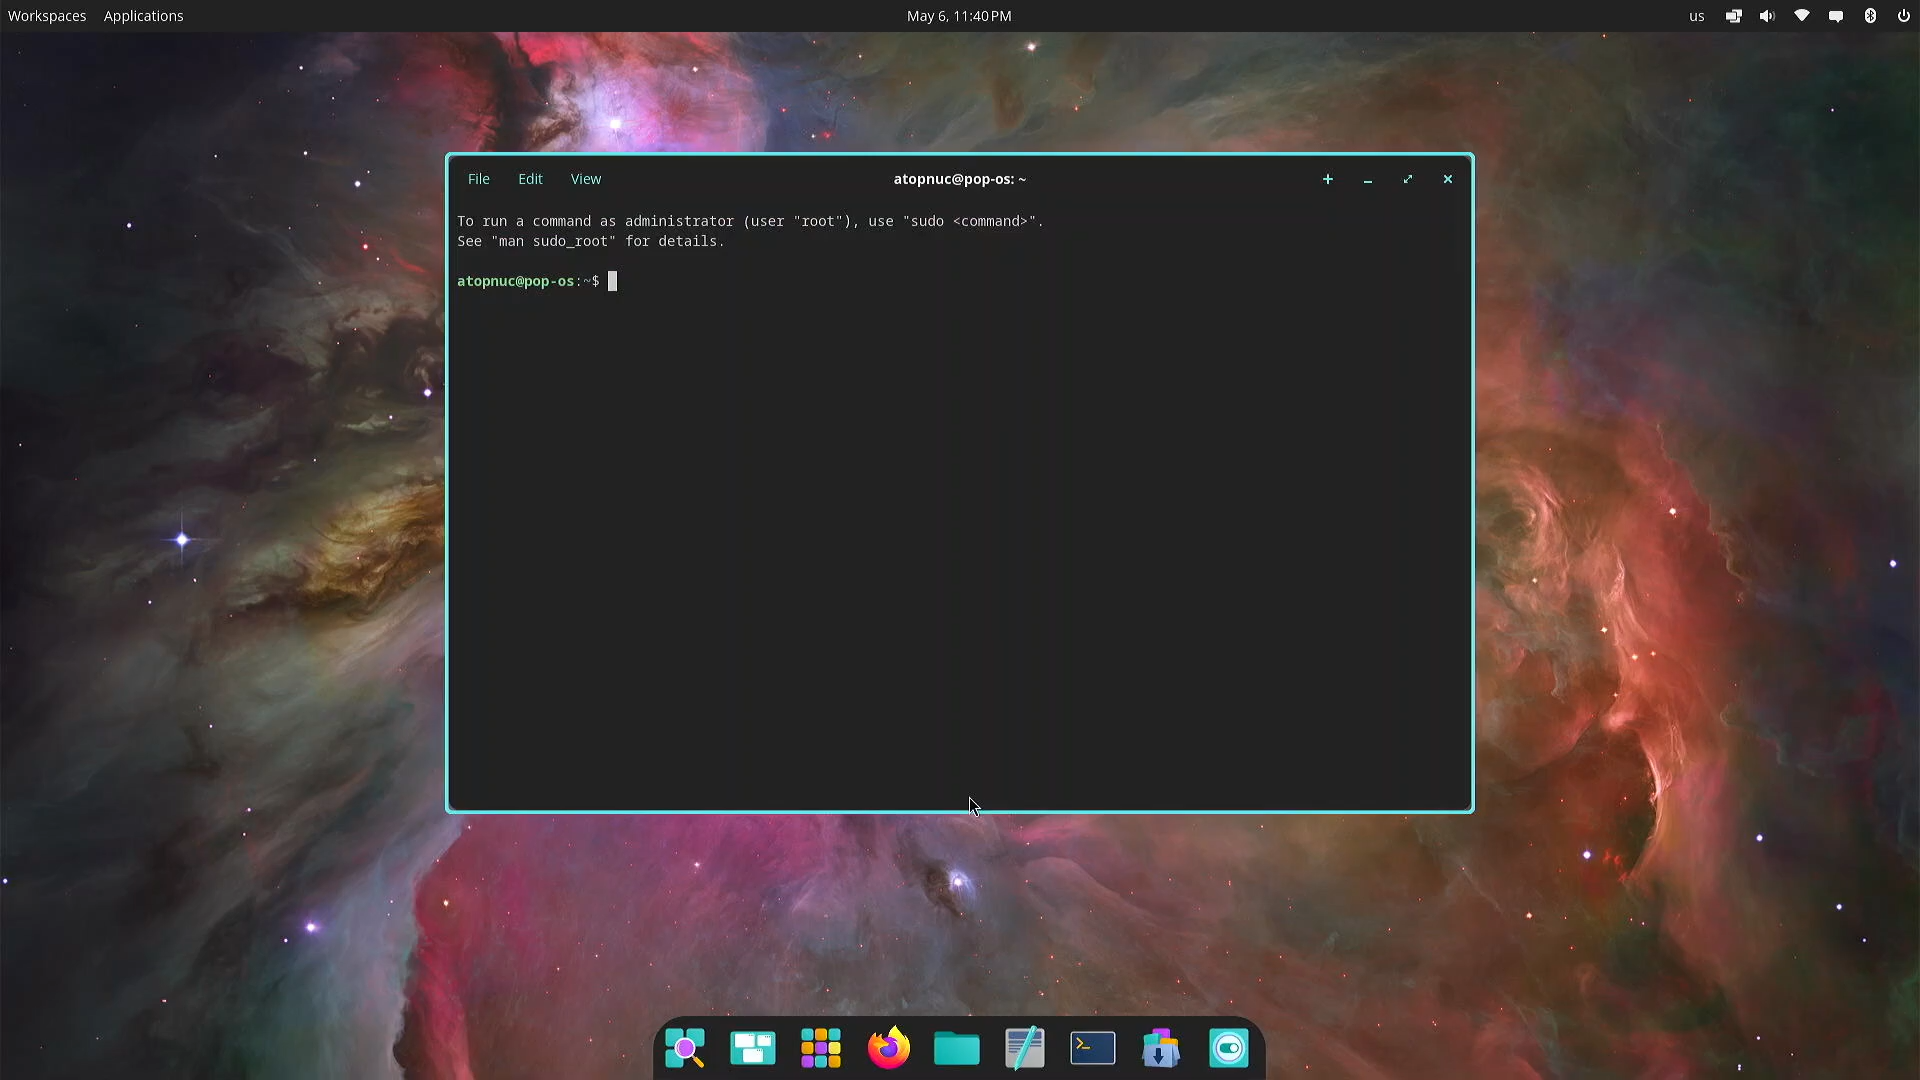 Workspaces Applications May 6, 11:40 PM us
File Edit View atopnuc@pop-os: ~
To run a command as administrator (user "root"), use "sudo <command>".
See "man sudo_root" for details.
atopnuc@pop-os:~$